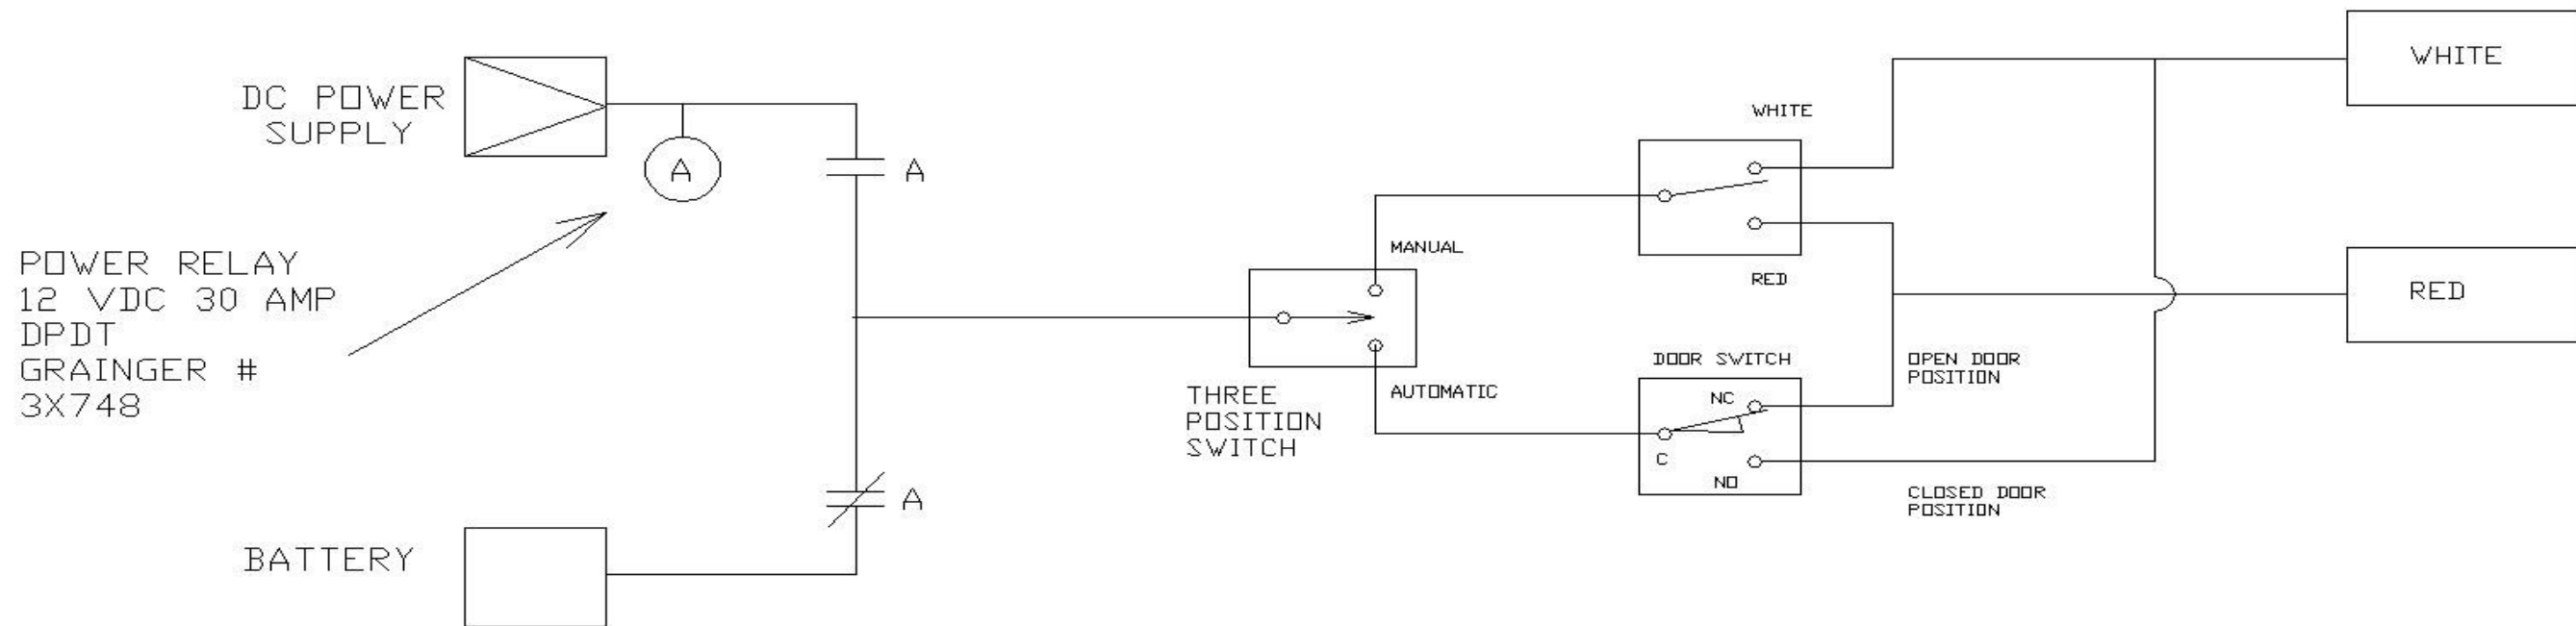 DC POWER
SUPPLY
A
A
POWER RELAY
12 VDC 30 AMP
DPDT
GRAINGER #
3X748
BATTERY
A
THREE
POSITION
SWITCH
MANUAL
AUTOMATIC
WHITE
RED
DOOR SWITCH
NC
C
NO
OPEN DOOR
POSITION
CLOSED DOOR
POSITION
WHITE
RED